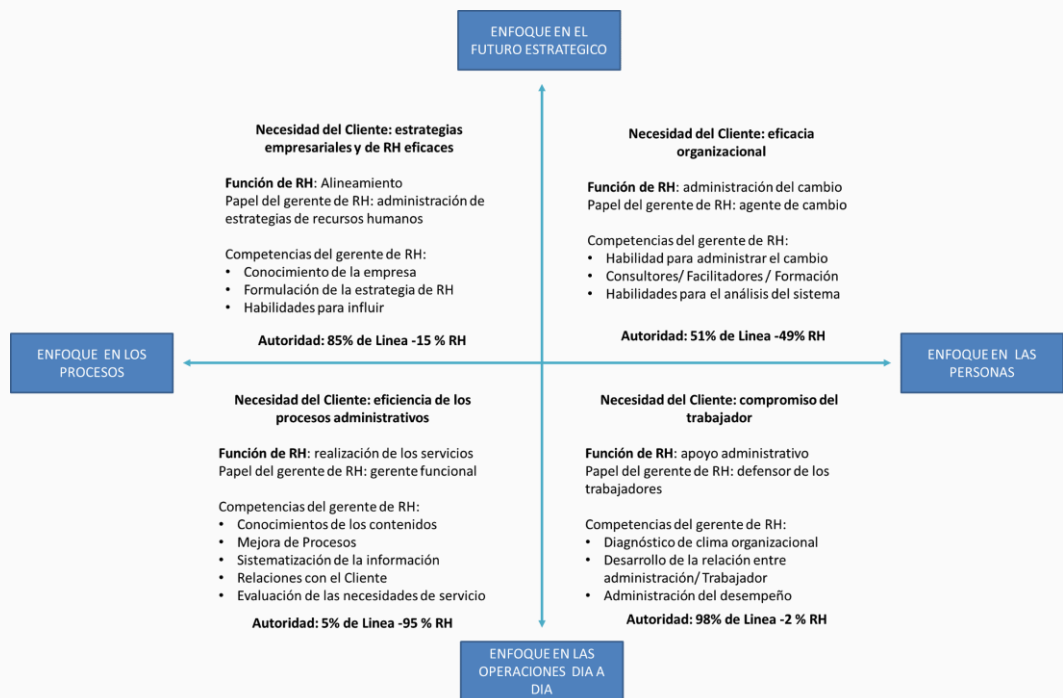 ENFOQUE EN EL
FUTURO ESTRATEGICO
Necesidad del Cliente: estrategias
empresariales y de RH eficaces
Función de RH: Alineamiento
Papel del gerente de RH: administración de
estrategias de recursos humanos
Competencias del gerente de RH:
• Conocimiento de la empresa
• Formulación de la estrategia de RH
• Habilidades para influir
Autoridad: 85% de Linea -15 % RH
Necesidad del Cliente: eficacia
organizacional
Función de RH: administración del cambio
Papel del gerente de RH: agente de cambio
Competencias del gerente de RH:
• Habilidad para administrar el cambio
• Consultores/ Facilitadores / Formación
• Habilidades para el análisis del sistema
Autoridad: 51% de Linea -49% RH
ENFOQUE EN LOS
PROCESOS
ENFOQUE EN LAS
PERSONAS
Necesidad del Cliente: eficiencia de los
procesos administrativos
Función de RH: realización de los servicios
Papel del gerente de RH: gerente funcional
Competencias del gerente de RH:
• Conocimientos de los contenidos
• Mejora de Procesos
• Sistematización de la información
• Relaciones con el Cliente
• Evaluación de las necesidades de servicio
Autoridad: 5% de Linea -95 % RH
Necesidad del Cliente: compromiso del
trabajador
Función de RH: apoyo administrativo
Papel del gerente de RH: defensor de los
trabajadores
Competencias del gerente de RH:
• Diagnóstico de clima organizacional
• Desarrollo de la relación entre
administración/ Trabajador
• Administración del desempeño
Autoridad: 98% de Linea -2 % RH
ENFOQUE EN LAS
OPERACIONES DIA A
DIA